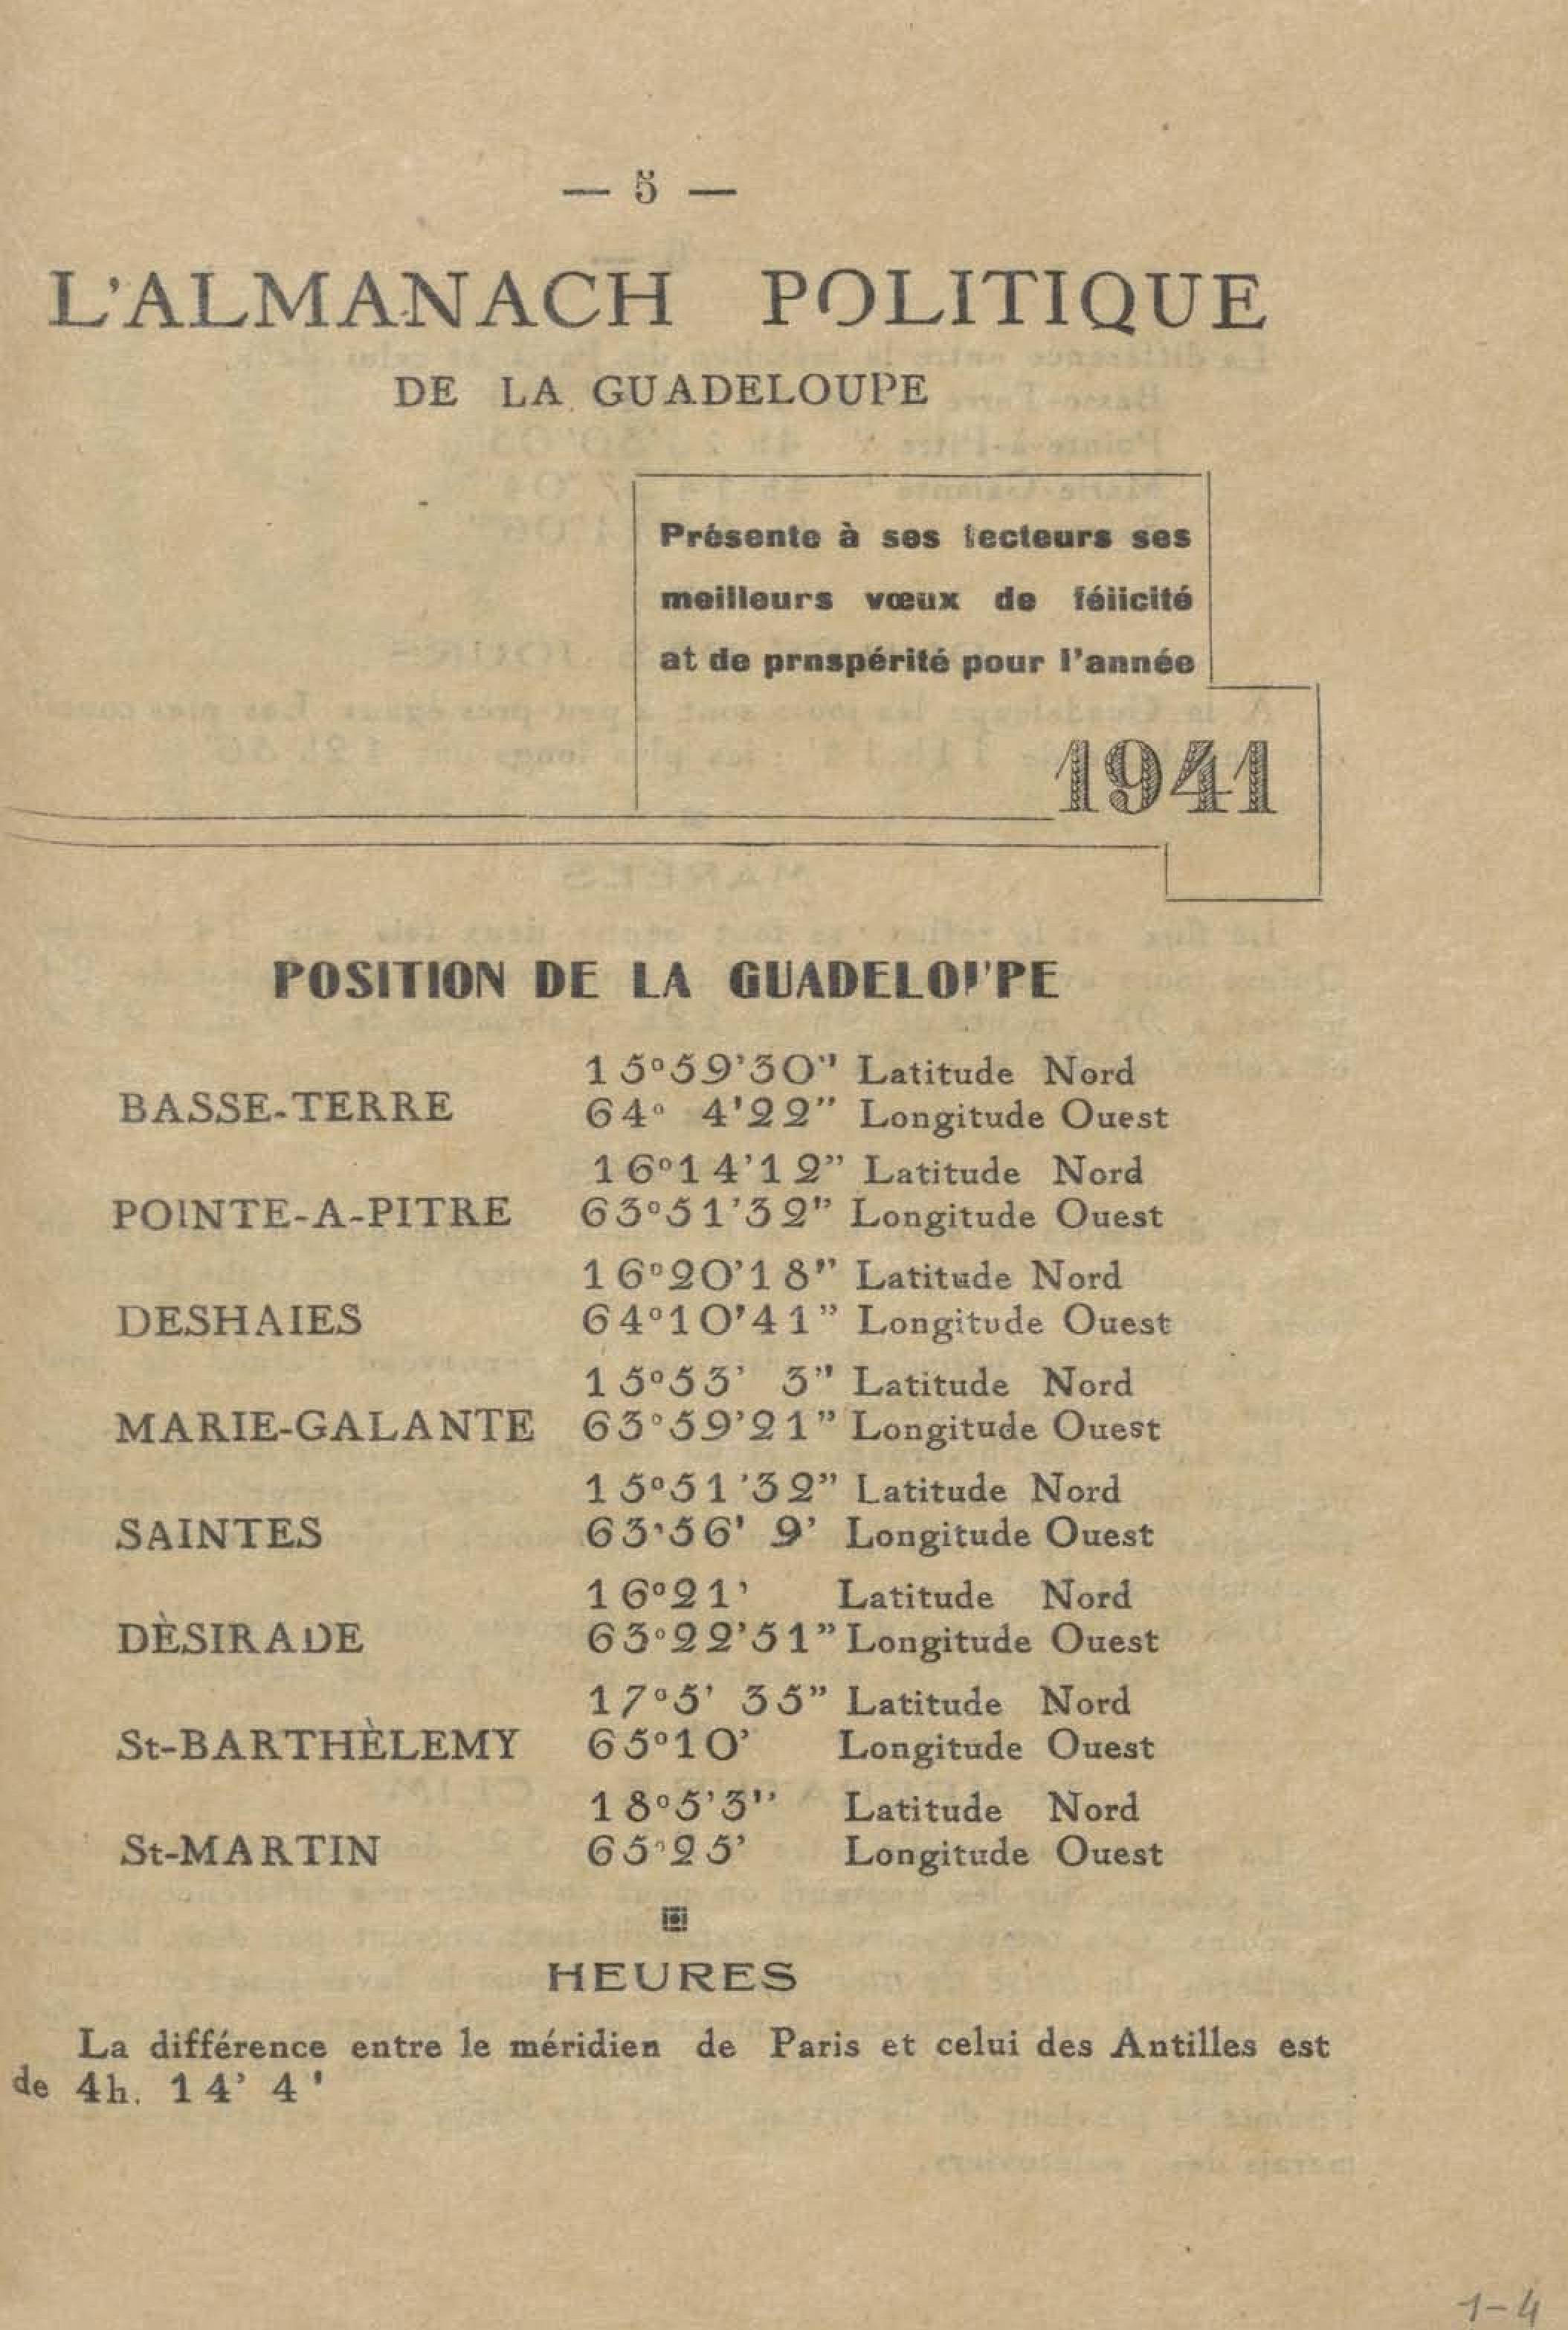 — 5 —
L'ALMANACH POLITIQUE
DE LA GUADELOUPE
Présente à ses lecteurs ses
meilleurs vœux de félicité
at de prnspérité pour l'année
1941
POSITION DE LA GUADELOUPE
15°59'30" Latitude Nord
BASSE-TERRE 64° 4'22" Longitude Ouest
16°14'12" Latitude Nord
POINTE-A-PITRE 63°51'32" Longitude Ouest
16°20'18" Latitude Nord
DESHAIES 64°10'41" Longitude Ouest
15°53' 3" Latitude Nord
MARIE-GALANTE 63°59'21" Longitude Ouest
15°51'32" Latitude Nord
SAINTES 63'56' 9' Longitude Ouest
16°21' Latitude Nord
DÈSIRADE 63°22'51" Longitude Ouest
17°5' 35" Latitude Nord
St-BARTHÈLEMY 65°10' Longitude Ouest
18°5'3" Latitude Nord
St-MARTIN 65°25' Longitude Ouest
HEURES
La différence entre le méridien de Paris et celui des Antilles est
de 4h. 14' 4'
1-4